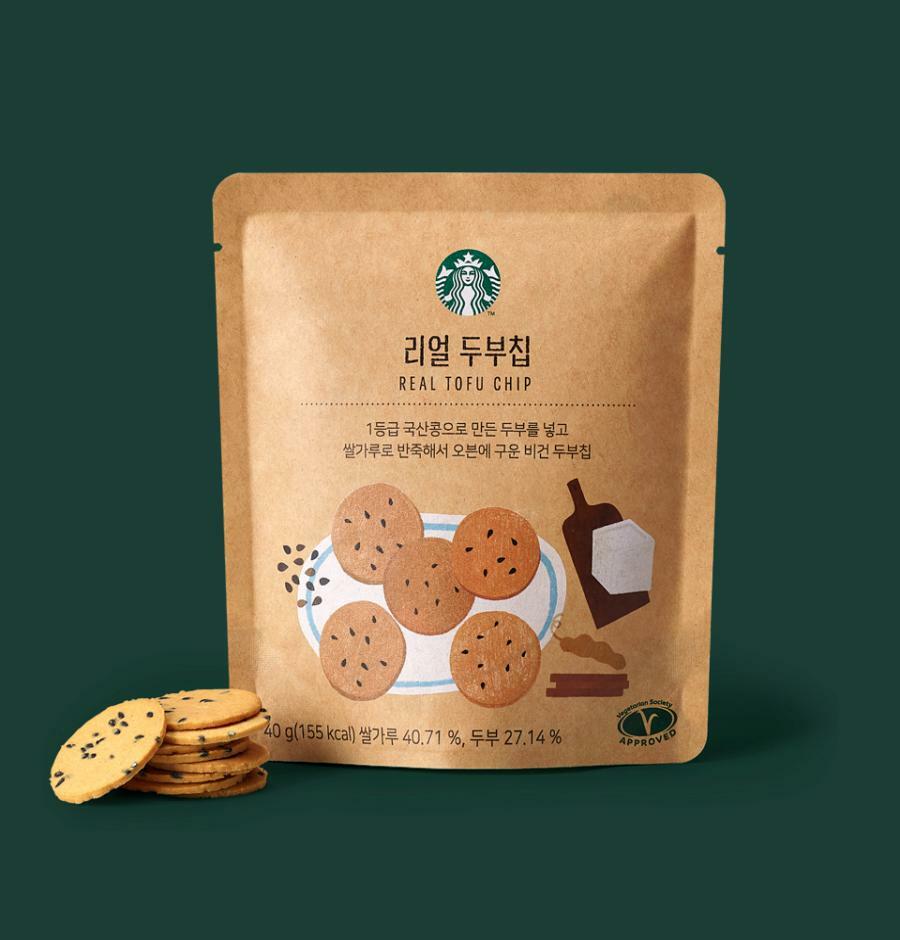 TM
리얼 두부칩
REAL TOFU CHIP
1등급 국산콩으로 만든 두부를 넣고
쌀가루로 반죽해서 오븐에 구운 비건 두부칩
40 g(155 kcal) 쌀가루 40.71 %, 두부 27.14 %
Vegetarian Society
V
APPROVED